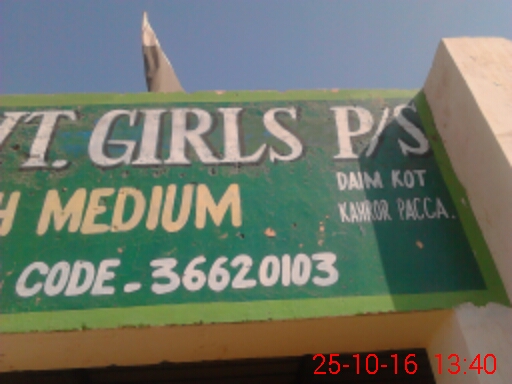 VT. GIRLS P/S
H MEDIUM
DAIM KOT
KAHROR PACCA.
CODE - 36620103
25-10-16 13:40